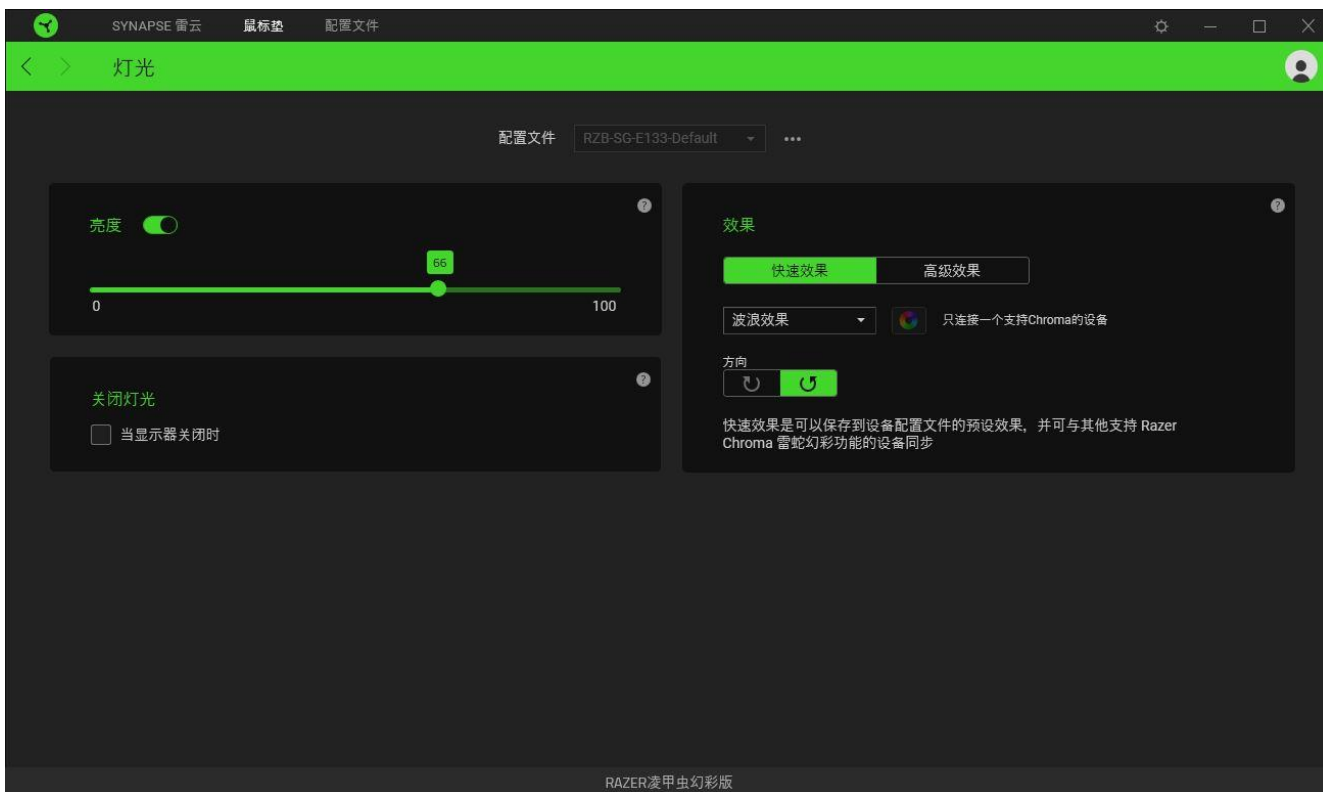 SYNAPSE 雷云 鼠标垫 配置文件
灯光
配置文件 RZB-SG-E133-Default
亮度
66
0 100
关闭灯光
当显示器关闭时
效果
快速效果 高级效果
波浪效果 只连接一个支持Chroma的设备
方向
快速效果是可以保存到设备配置文件的预设效果，并可与其他支持 Razer
Chroma 雷蛇幻彩功能的设备同步
RAZER凌甲虫幻彩版